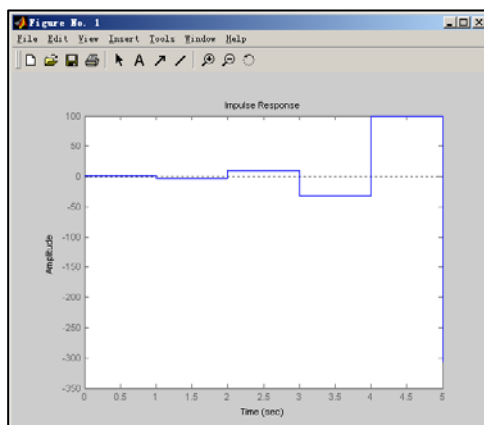 Figure No. 1
File Edit View Insert Tools Window Help
A
Impulse Response
100
50
0
-50
-100
-150
-200
-250
-300
-350
Amplitude
0 0.5 1 1.5 2 2.5 3 3.5 4 4.5 5
Time (sec)